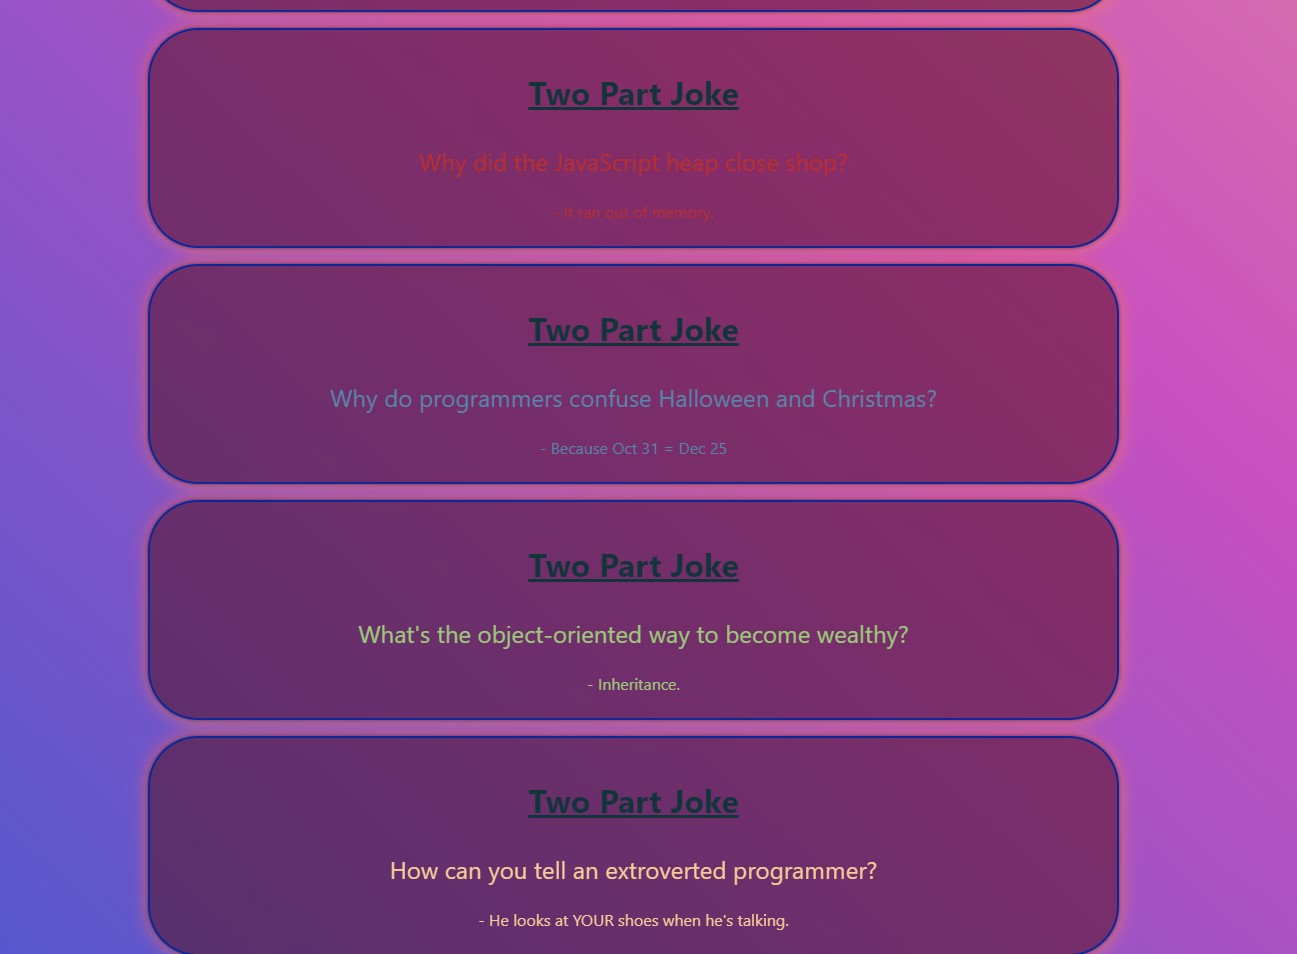 Two Part Joke
Why did the JavaScript heap close shop?
- It ran out of memory.
Two Part Joke
Why do programmers confuse Halloween and Christmas?
- Because Oct 31 = Dec 25
Two Part Joke
What's the object-oriented way to become wealthy?
- Inheritance.
Two Part Joke
How can you tell an extroverted programmer?
- He looks at YOUR shoes when he's talking.